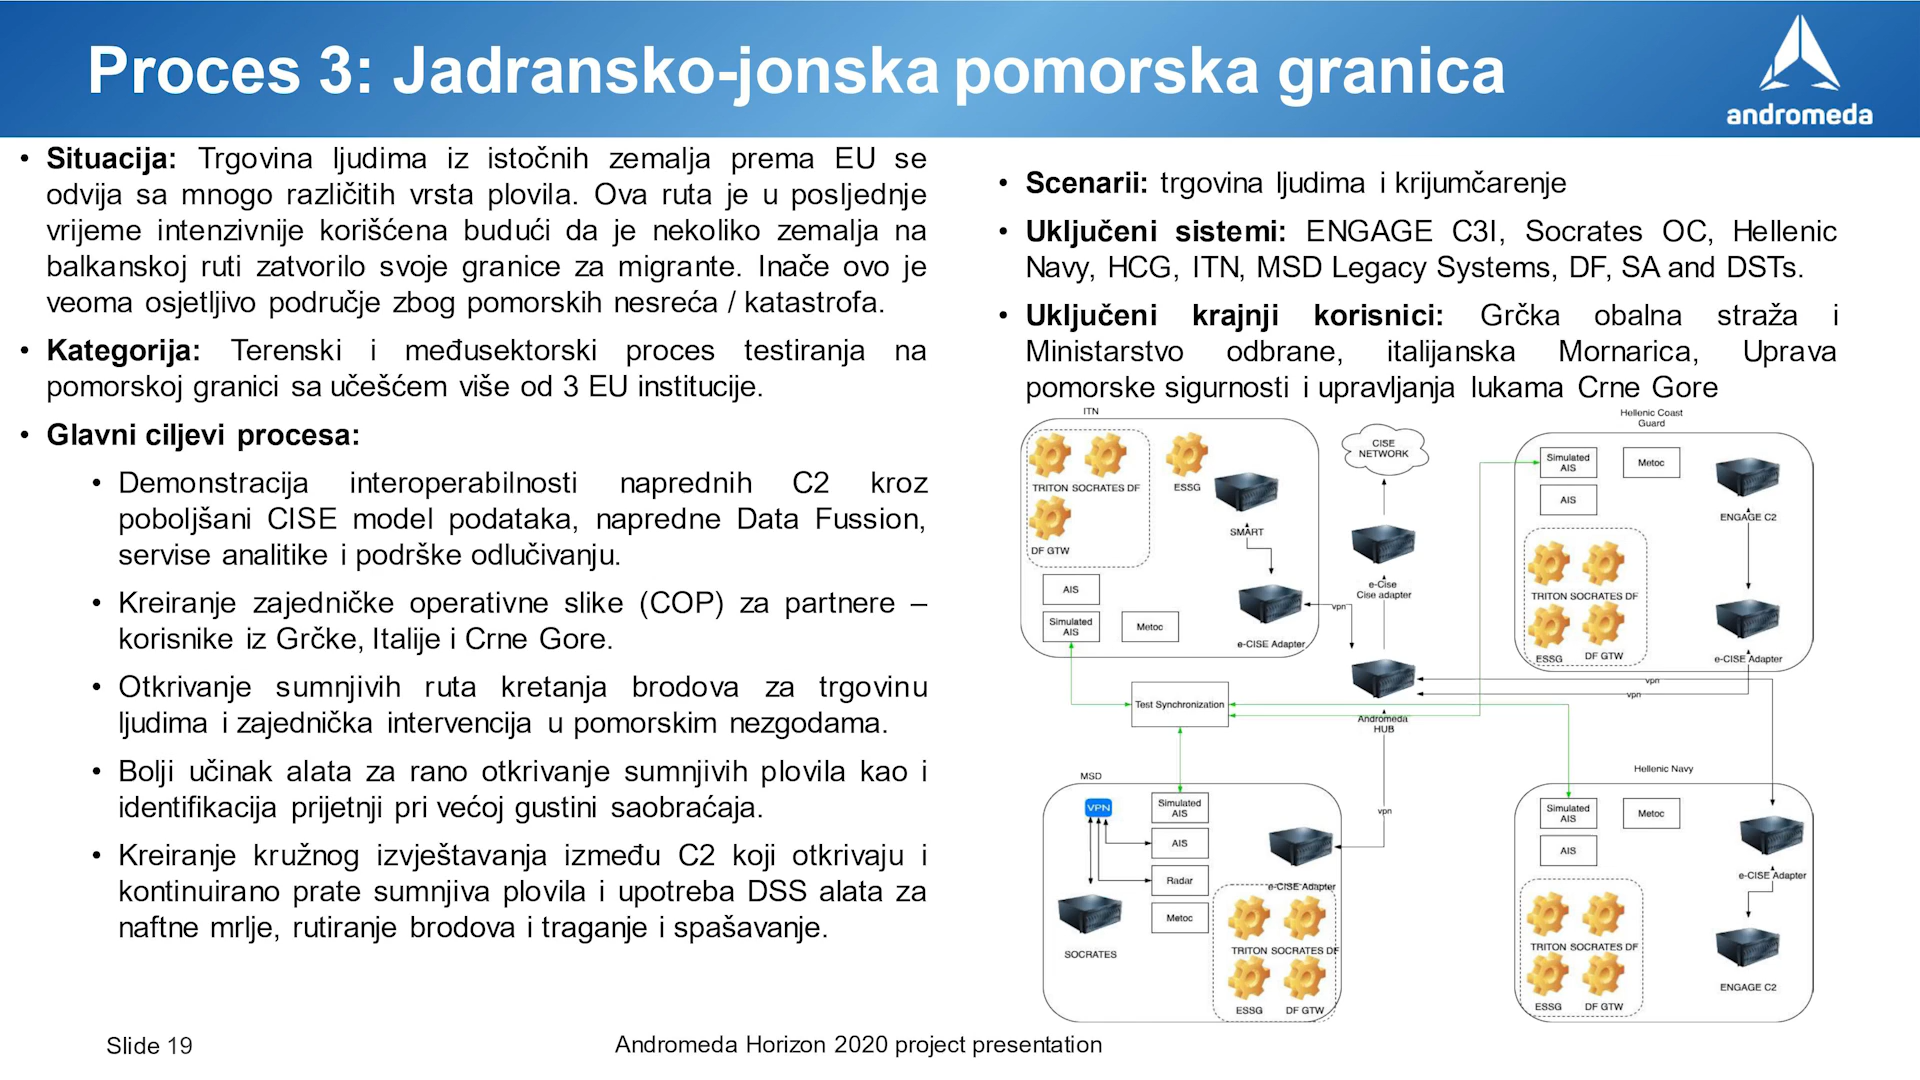 Proces 3: Jadransko-jonska pomorska granica
andromeda
• Situacija: Trgovina ljudima iz istočnih zemalja prema EU se
odvija sa mnogo različitih vrsta plovila. Ova ruta je u posljednje
vrijeme intenzivnije korišćena budući da je nekoliko zemalja na
balkanskoj ruti zatvorilo svoje granice za migrante. Inače ovo je
veoma osjetljivo područje zbog pomorskih nesreća / katastrofa.
• Kategorija: Terenski i međusektorski proces testiranja na
pomorskoj granici sa učešćem više od 3 EU institucije.
• Glavni ciljevi procesa:
• Demonstracija interoperabilnosti naprednih C2 kroz
poboljšani CISE model podataka, napredne Data Fussion,
servise analitike i podrške odlučivanju.
• Kreiranje zajedničke operativne slike (COP) za partnere –
korisnike iz Grčke, Italije i Crne Gore.
• Otkrivanje sumnjivih ruta kretanja brodova za trgovinu
ljudima i zajednička intervencija u pomorskim nezgodama.
• Bolji učinak alata za rano otkrivanje sumnjivih plovila kao i
identifikacija prijetnji pri većoj gustini saobraćaja.
• Kreiranje kružnog izvještavanja između C2 koji otkrivaju i
kontinuirano prate sumnjiva plovila i upotreba DSS alata za
naftne mrlje, rutiranje brodova i traganje i spašavanje.
• Scenarii: trgovina ljudima i krijumčarenje
• Uključeni sistemi: ENGAGE C3I, Socrates OC, Hellenic
Navy, HCG, ITN, MSD Legacy Systems, DF, SA and DSTs.
• Uključeni krajnji korisnici: Grčka obalna straža i
Ministarstvo odbrane, italijanska Mornarica, Uprava
pomorske sigurnosti i upravljanja lukama Crne Gore
ITN
TRITON SOCRATES DF
ESSG
DF GTW
SMART
AIS
Simulated
AIS
Metoc
e-CISE Adapter
vpn
CISE
NETWORK
e-Cise
Cise adapter
Andromeda
HUB
Hellenic Coast
Guard
Simulated
AIS
Metoc
AIS
ENGAGE C2
TRITON SOCRATES DF
ESSG
DF GTW
e-CISE Adapter
vpn
vpn
Test Synchronization
MSD
VPN
Simulated
AIS
AIS
Radar
Metoc
SOCRATES
e-CISE Adapter
TRITON SOCRATES DF
ESSG
DF GTW
vpn
Hellenic Navy
Simulated
AIS
Metoc
AIS
e-CISE Adapter
TRITON SOCRATES DF
ESSG
DF GTW
ENGAGE C2
Slide 19
Andromeda Horizon 2020 project presentation